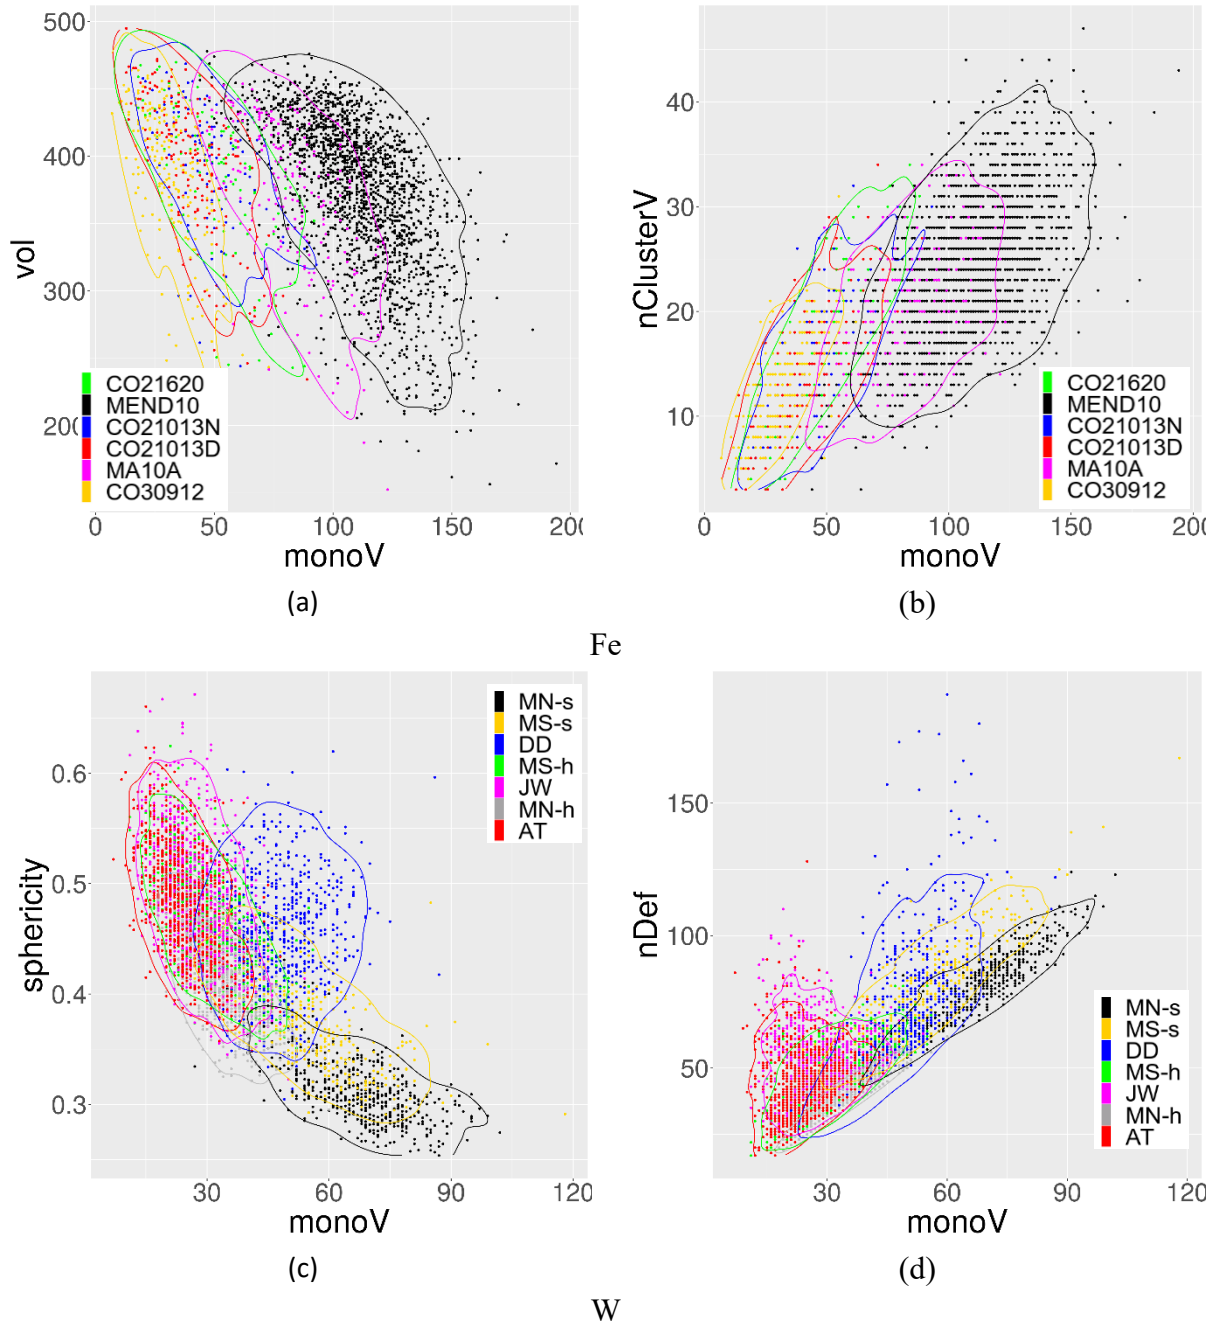 500
400
300
200
vol
0
50
100
150
200
monoV
CO21620
MEND10
CO21013N
CO21013D
MA10A
CO30912
(a)
40
30
20
10
nClusterV
0
50
100
150
200
monoV
CO21620
MEND10
CO21013N
CO21013D
MA10A
CO30912
(b)
Fe
0.6
0.5
0.4
0.3
sphericity
30
60
90
120
monoV
MN-s
MS-s
DD
MS-h
JW
MN-h
AT
(c)
150
100
50
nDef
30
60
90
120
monoV
MN-s
MS-s
DD
MS-h
JW
MN-h
AT
(d)
W